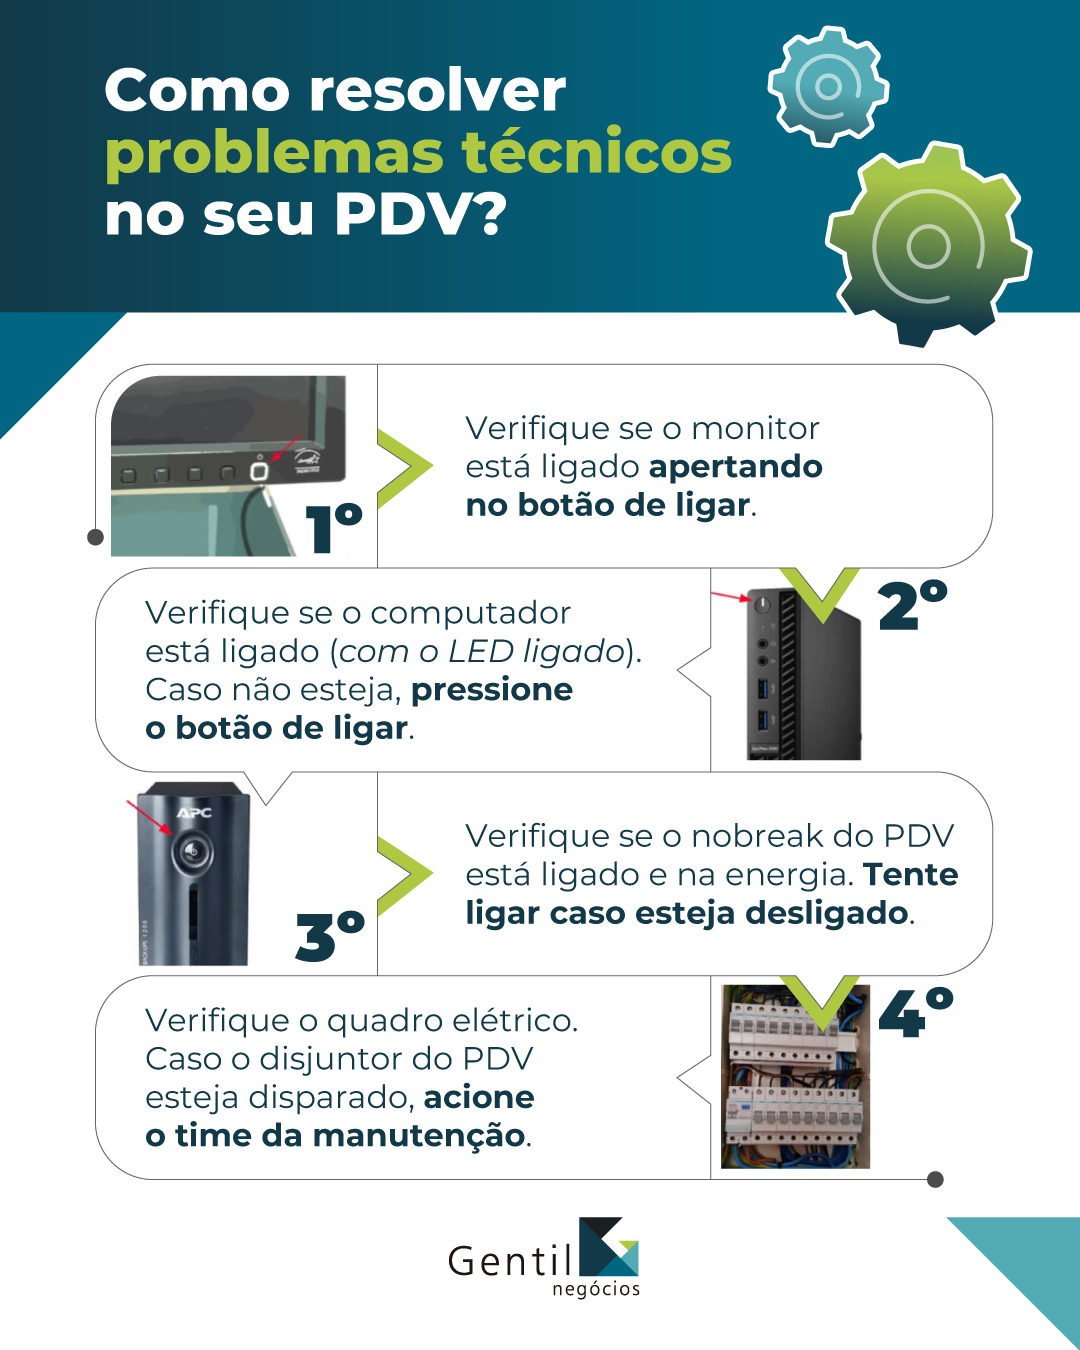 Como resolver
problemas técnicos
no seu PDV?
1º
Verifique se o monitor
está ligado apertando
no botão de ligar.
Verifique se o computador
está ligado (com o LED ligado).
Caso não esteja, pressione
o botão de ligar.
2º
APC
BACK-UPS 1200
3º
Verifique se o nobreak do PDV
está ligado e na energia. Tente
ligar caso esteja desligado.
Verifique o quadro elétrico.
Caso o disjuntor do PDV
esteja disparado, acione
o time da manutenção.
4º
Gentil
negócios